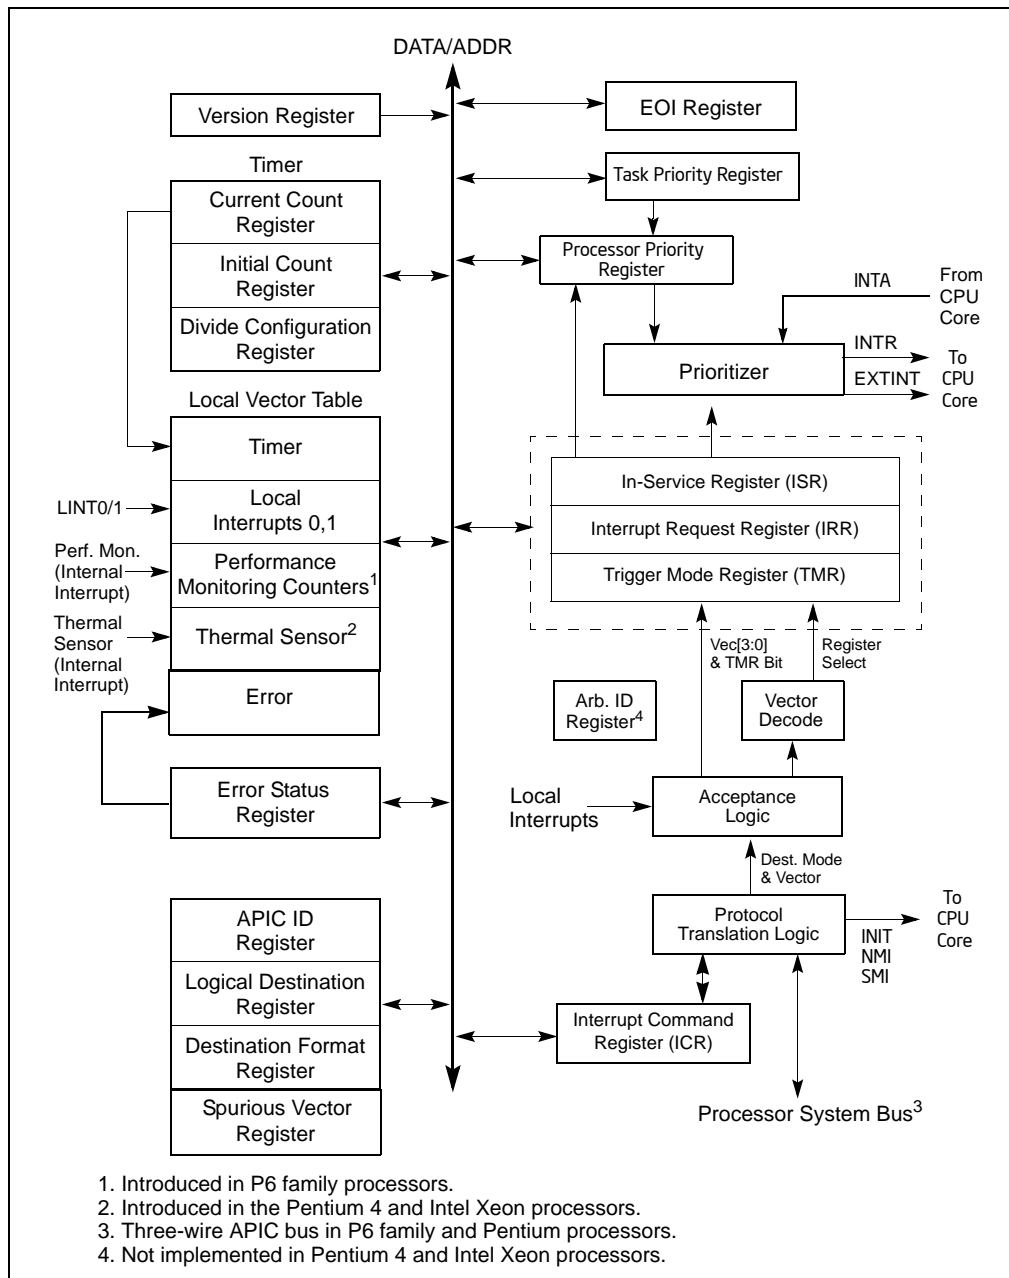 DATA/ADDR
Version Register
EOI Register
Timer
Task Priority Register
Current Count
Register
Initial Count
Register
Divide Configuration
Register
Processor Priority
Register
INTA
From
CPU
Core
Prioritizer
INTR
EXTINT
To
CPU
Core
Local Vector Table
Timer
Local
Interrupts 0,1
Performance
Monitoring Counters1
Thermal Sensor2
Error
LINT0/1
Perf. Mon.
(Internal
Interrupt)
Thermal
Sensor
(Internal
Interrupt)
In-Service Register (ISR)
Interrupt Request Register (IRR)
Trigger Mode Register (TMR)
Vec[3:0]
& TMR Bit
Register
Select
Arb. ID
Register4
Vector
Decode
Error Status
Register
Local
Interrupts
Acceptance
Logic
Dest. Mode
& Vector
Protocol
Translation Logic
INIT
NMI
SMI
To
CPU
Core
APIC ID
Register
Logical Destination
Register
Destination Format
Register
Spurious Vector
Register
Interrupt Command
Register (ICR)
Processor System Bus3
1. Introduced in P6 family processors.
2. Introduced in the Pentium 4 and Intel Xeon processors.
3. Three-wire APIC bus in P6 family and Pentium processors.
4. Not implemented in Pentium 4 and Intel Xeon processors.